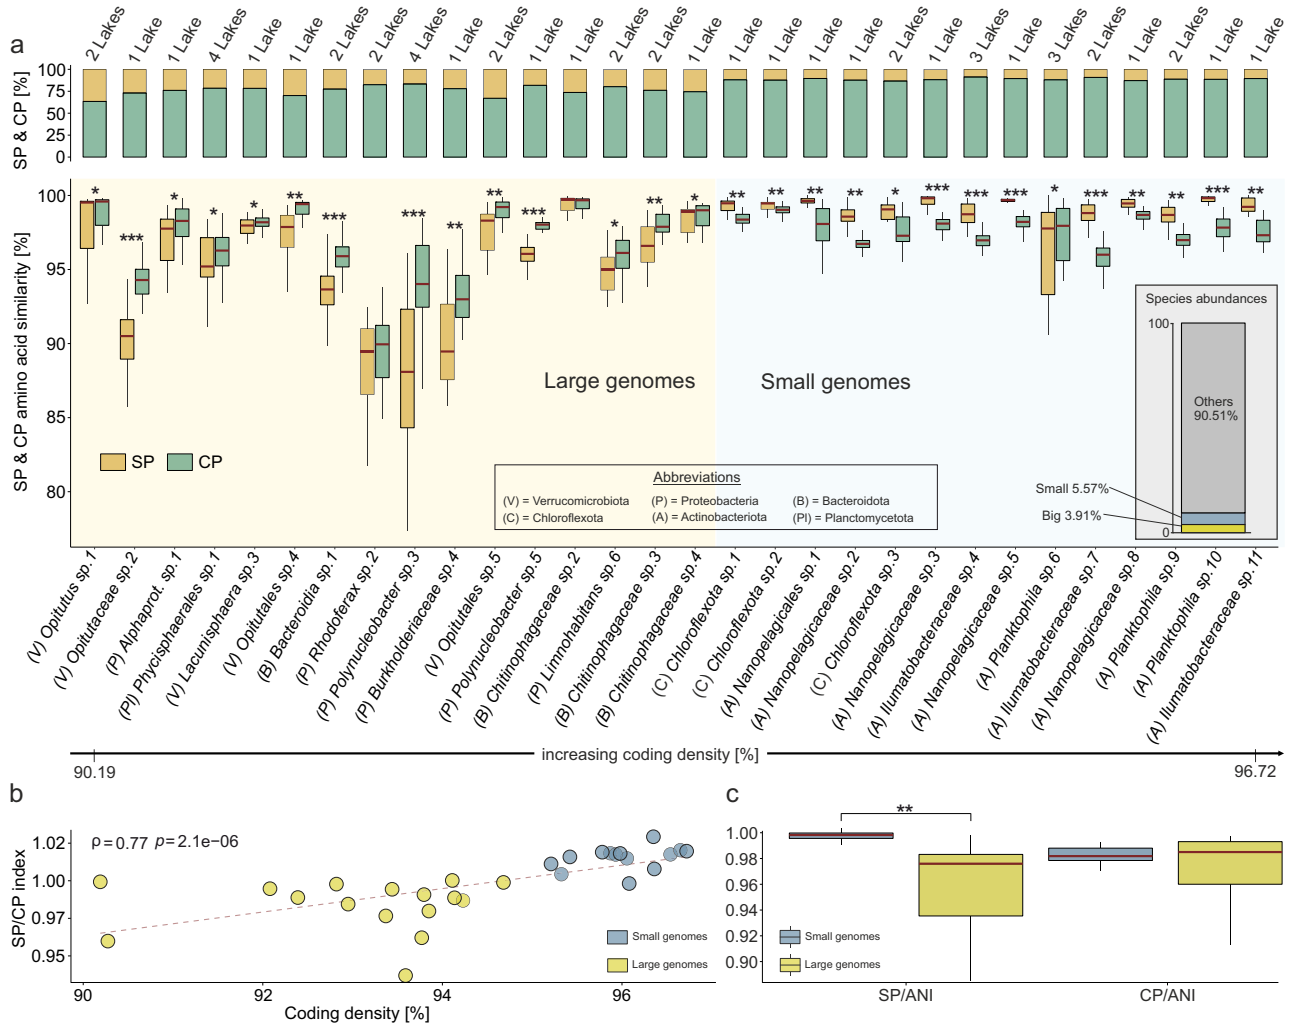 a
2 Lakes
1 Lake
1 Lake
4 Lakes
1 Lake
2 Lakes
2 Lakes
2 Lakes
4 Lakes
1 Lake
2 Lakes
1 Lake
1 Lake
2 Lakes
2 Lakes
1 Lake
1 Lake
1 Lake
1 Lake
1 Lake
2 Lakes
1 Lake
3 Lakes
1 Lake
3 Lakes
2 Lakes
1 Lake
2 Lakes
1 Lake
1 Lake
SP & CP [%]
100
75
50
25
0
SP & CP amino acid similarity [%]
100
95
90
85
80
* *** * * * ** *** *** ** ** *** * ** * ** ** ** ** * *** *** *** * *** ** ** *** **
Large genomes
Small genomes
SP
CP
Abbreviations
(V) = Verrucomicrobiota (P) = Proteobacteria (B) = Bacteroidota
(C) = Chloroflexota (A) = Actinobacteriota (Pl) = Planctomycetota
Species abundances
100
Others
90.51%
Small 5.57%
Big 3.91%
0
(V) Opitutus sp.1
(V) Opitutaceae sp.2
(P) Alphaprot. sp.1
(Pl) Phycisphaerales sp.1
(V) Lacunisphaera sp.3
(V) Opitutales sp.4
(B) Bacteroidia sp.1
(P) Rhodoferax sp.2
(P) Polynucleobacter sp.3
(P) Burkholderiaceae sp.4
(V) Opitutales sp.5
(P) Polynucleobacter sp.5
(B) Chitinophagaceae sp.2
(P) Limnohabitans sp.6
(B) Chitinophagaceae sp.3
(B) Chitinophagaceae sp.4
(C) Chloroflexota sp.1
(C) Chloroflexota sp.2
(A) Nanopelagicales sp.1
(A) Nanopelagicaceae sp.2
(C) Chloroflexota sp.3
(A) Nanopelagicaceae sp.3
(A) Ilumatobacteraceae sp.4
(A) Nanopelagicaceae sp.5
(A) Planktophila sp.6
(A) Ilumatobacteraceae sp.7
(A) Nanopelagicaceae sp.8
(A) Planktophila sp.9
(A) Planktophila sp.10
(A) Ilumatobacteraceae sp.11
increasing coding density [%]
90.19
96.72
b
ρ=0.77 p=2.1e−06
SP/CP index
1.02
1.00
0.97
0.95
Small genomes
Large genomes
90
92
94
96
Coding density [%]
c
**
1.00
0.98
0.96
0.94
0.92
0.90
Small genomes
Large genomes
SP/ANI
CP/ANI